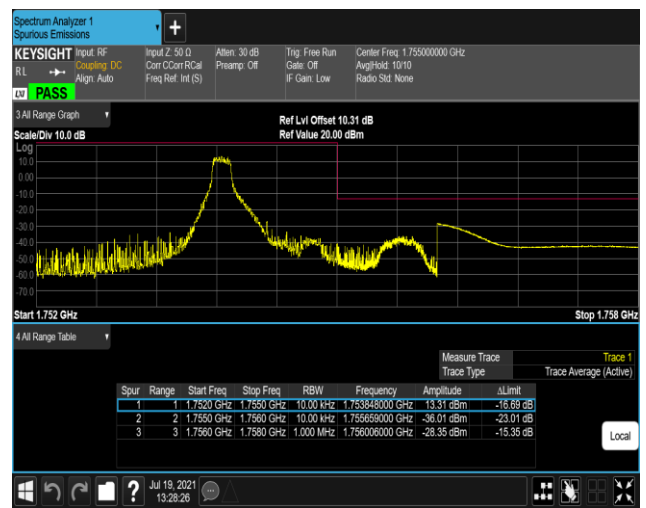 Spectrum Analyzer 1
Spurious Emissions
+
KEYSIGHT Input: RF Input Z: 50 Ω Atten: 30 dB Trig: Free Run Center Freq: 1.755000000 GHz
RL Coupling: DC Corr CCorr RCal Preamp: Off Gate: Off Avg|Hold: 10/10
Align: Auto Freq Ref: Int (S) IF Gain: Low Radio Std: None
LXI PASS
3 All Range Graph
Ref Lvl Offset 10.31 dB
Scale/Div 10.0 dB Ref Value 20.00 dBm
Log
10.0
0.00
-10.0
-20.0
-30.0
-40.0
-50.0
-60.0
-70.0
Start 1.752 GHz Stop 1.758 GHz
4 All Range Table
Measure Trace Trace 1
Trace Type Trace Average (Active)
Spur Range Start Freq Stop Freq RBW Frequency Amplitude ΔLimit
1 1 1.7520 GHz 1.7550 GHz 10.00 kHz 1.753848000 GHz 13.31 dBm -16.69 dB
2 2 1.7550 GHz 1.7560 GHz 10.00 kHz 1.755659000 GHz -36.01 dBm -23.01 dB
3 3 1.7560 GHz 1.7580 GHz 1.000 MHz 1.756006000 GHz -28.35 dBm -15.35 dB
Local
? Jul 19, 2021
13:28:26